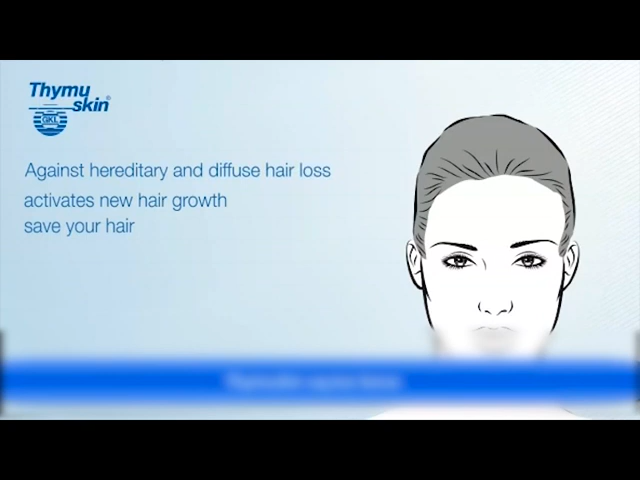 Thymu
skin®
GKL
Against hereditary and diffuse hair loss
activates new hair growth
save your hair